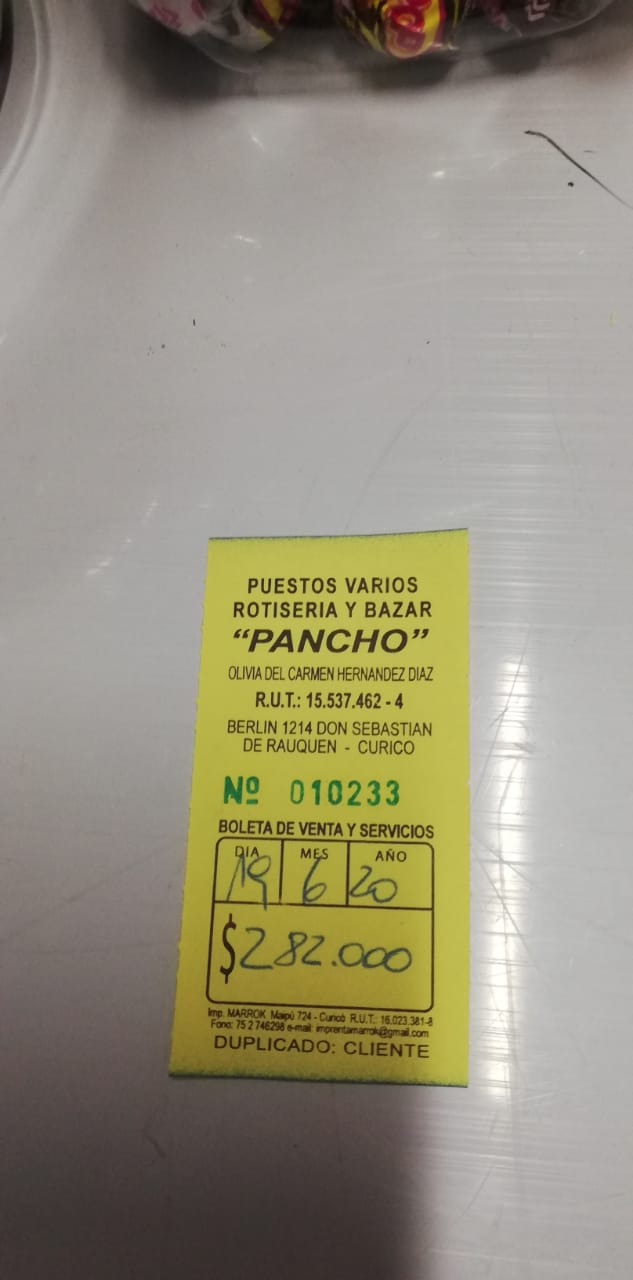 PUESTOS VARIOS
ROTISERIA Y BAZAR
“PANCHO”
OLIVIA DEL CARMEN HERNANDEZ DIAZ
R.U.T.: 15.537.462 - 4
BERLIN 1214 DON SEBASTIAN
DE RAUQUEN - CURICO
Nº 010233
BOLETA DE VENTA Y SERVICIOS
DIA MES AÑO
19 6 20
$ 282.000
Imp. MARROK Maipú 724 - Curicó R.U.T.: 16.023.381-8
Fono: 75 2 746298 e-mail: imprentamarrok@gmail.com
DUPLICADO: CLIENTE